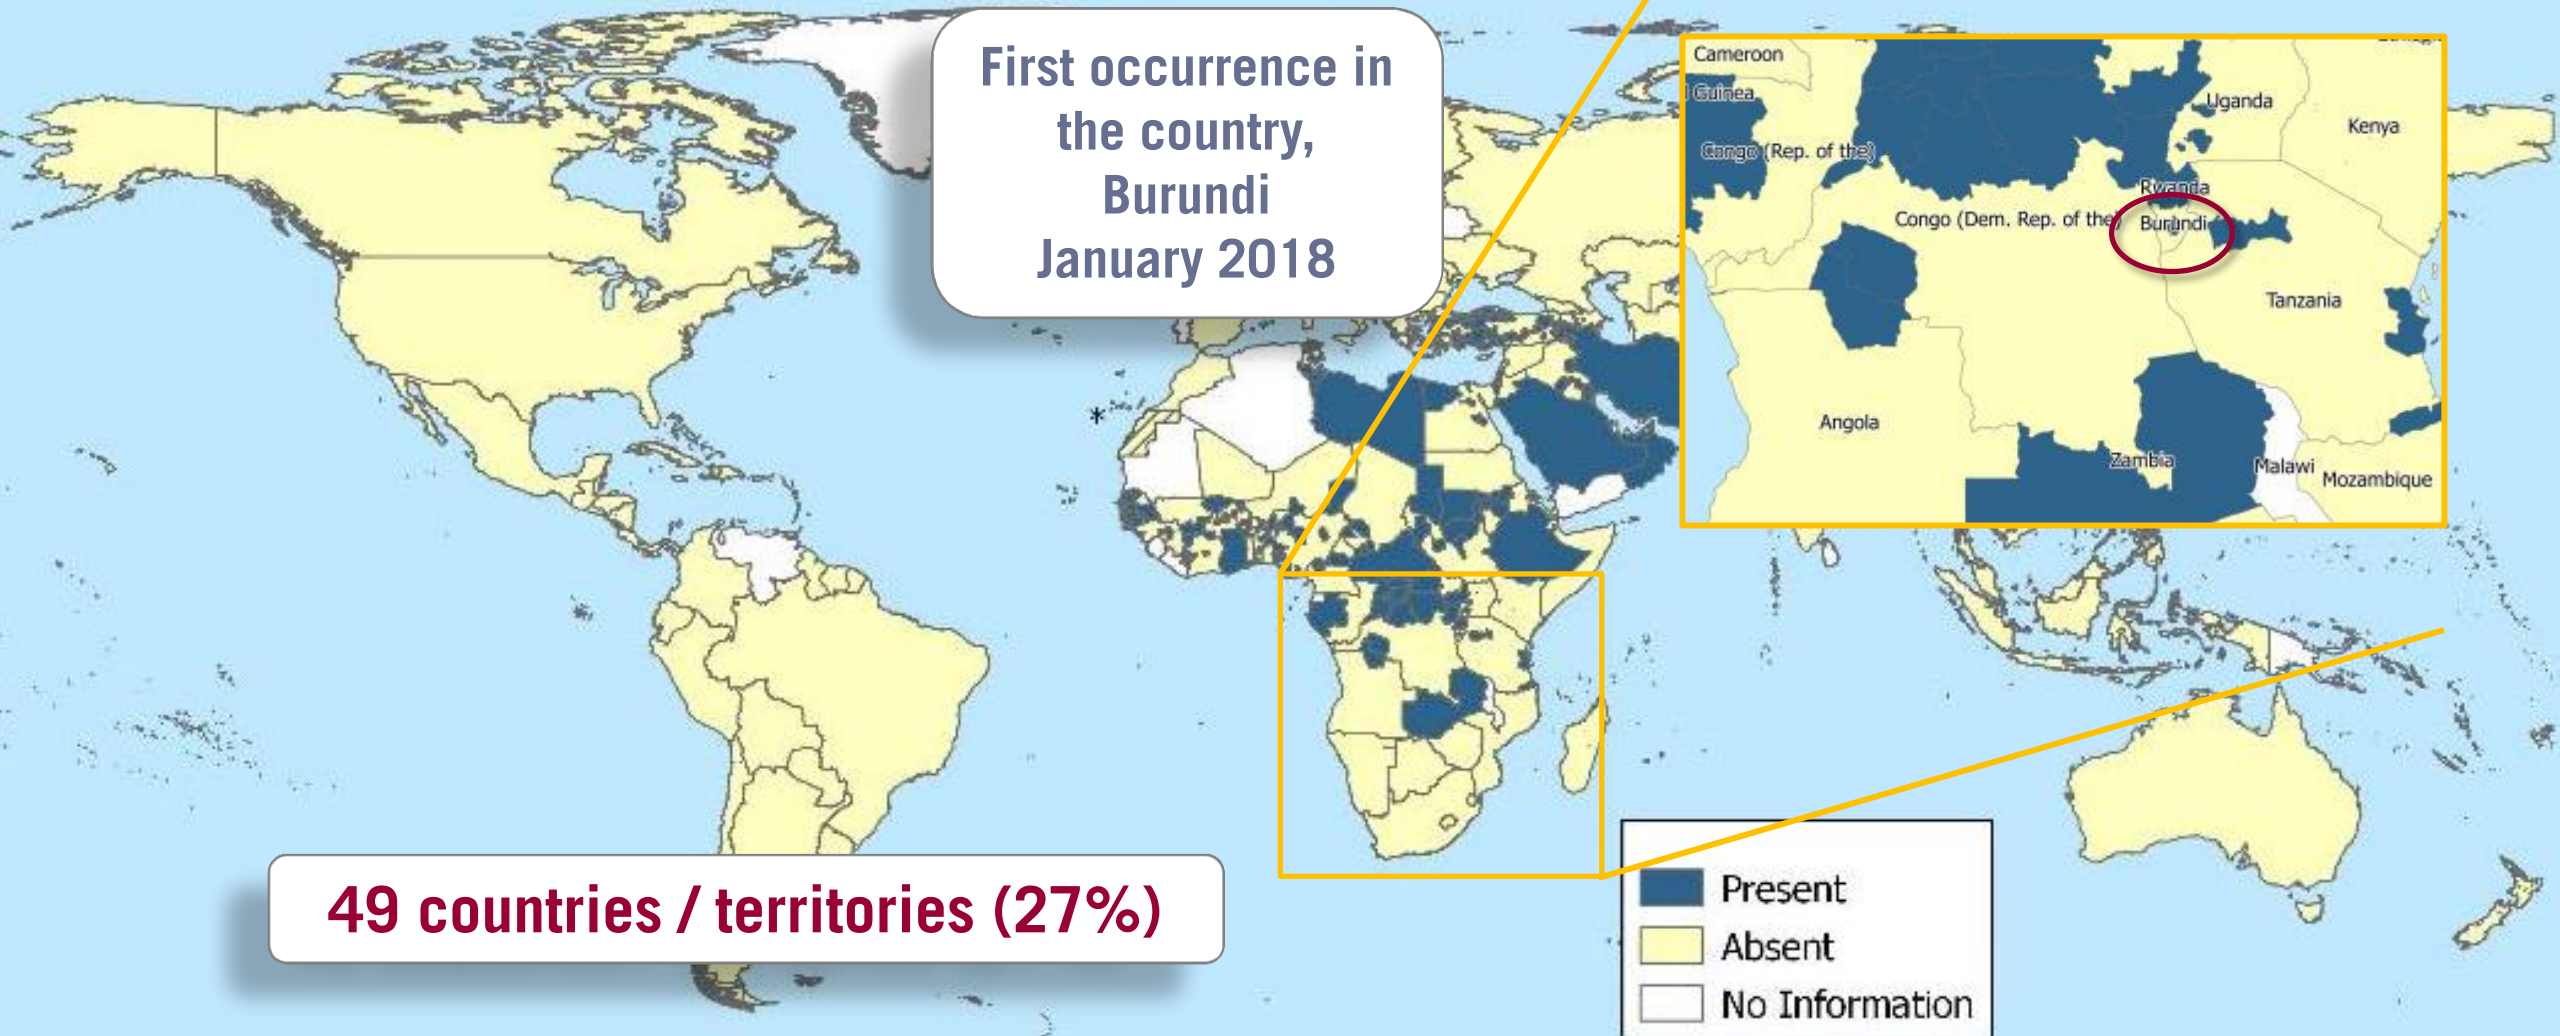 First occurrence in
the country,
Burundi
January 2018
Cameroon
Guinea
Uganda
Kenya
Congo (Rep. of the)
Rwanda
Congo (Dem. Rep. of the)
Burundi
Tanzania
Angola
Zambia
Malawi
Mozambique
*
49 countries / territories (27%)
Present
Absent
No Information